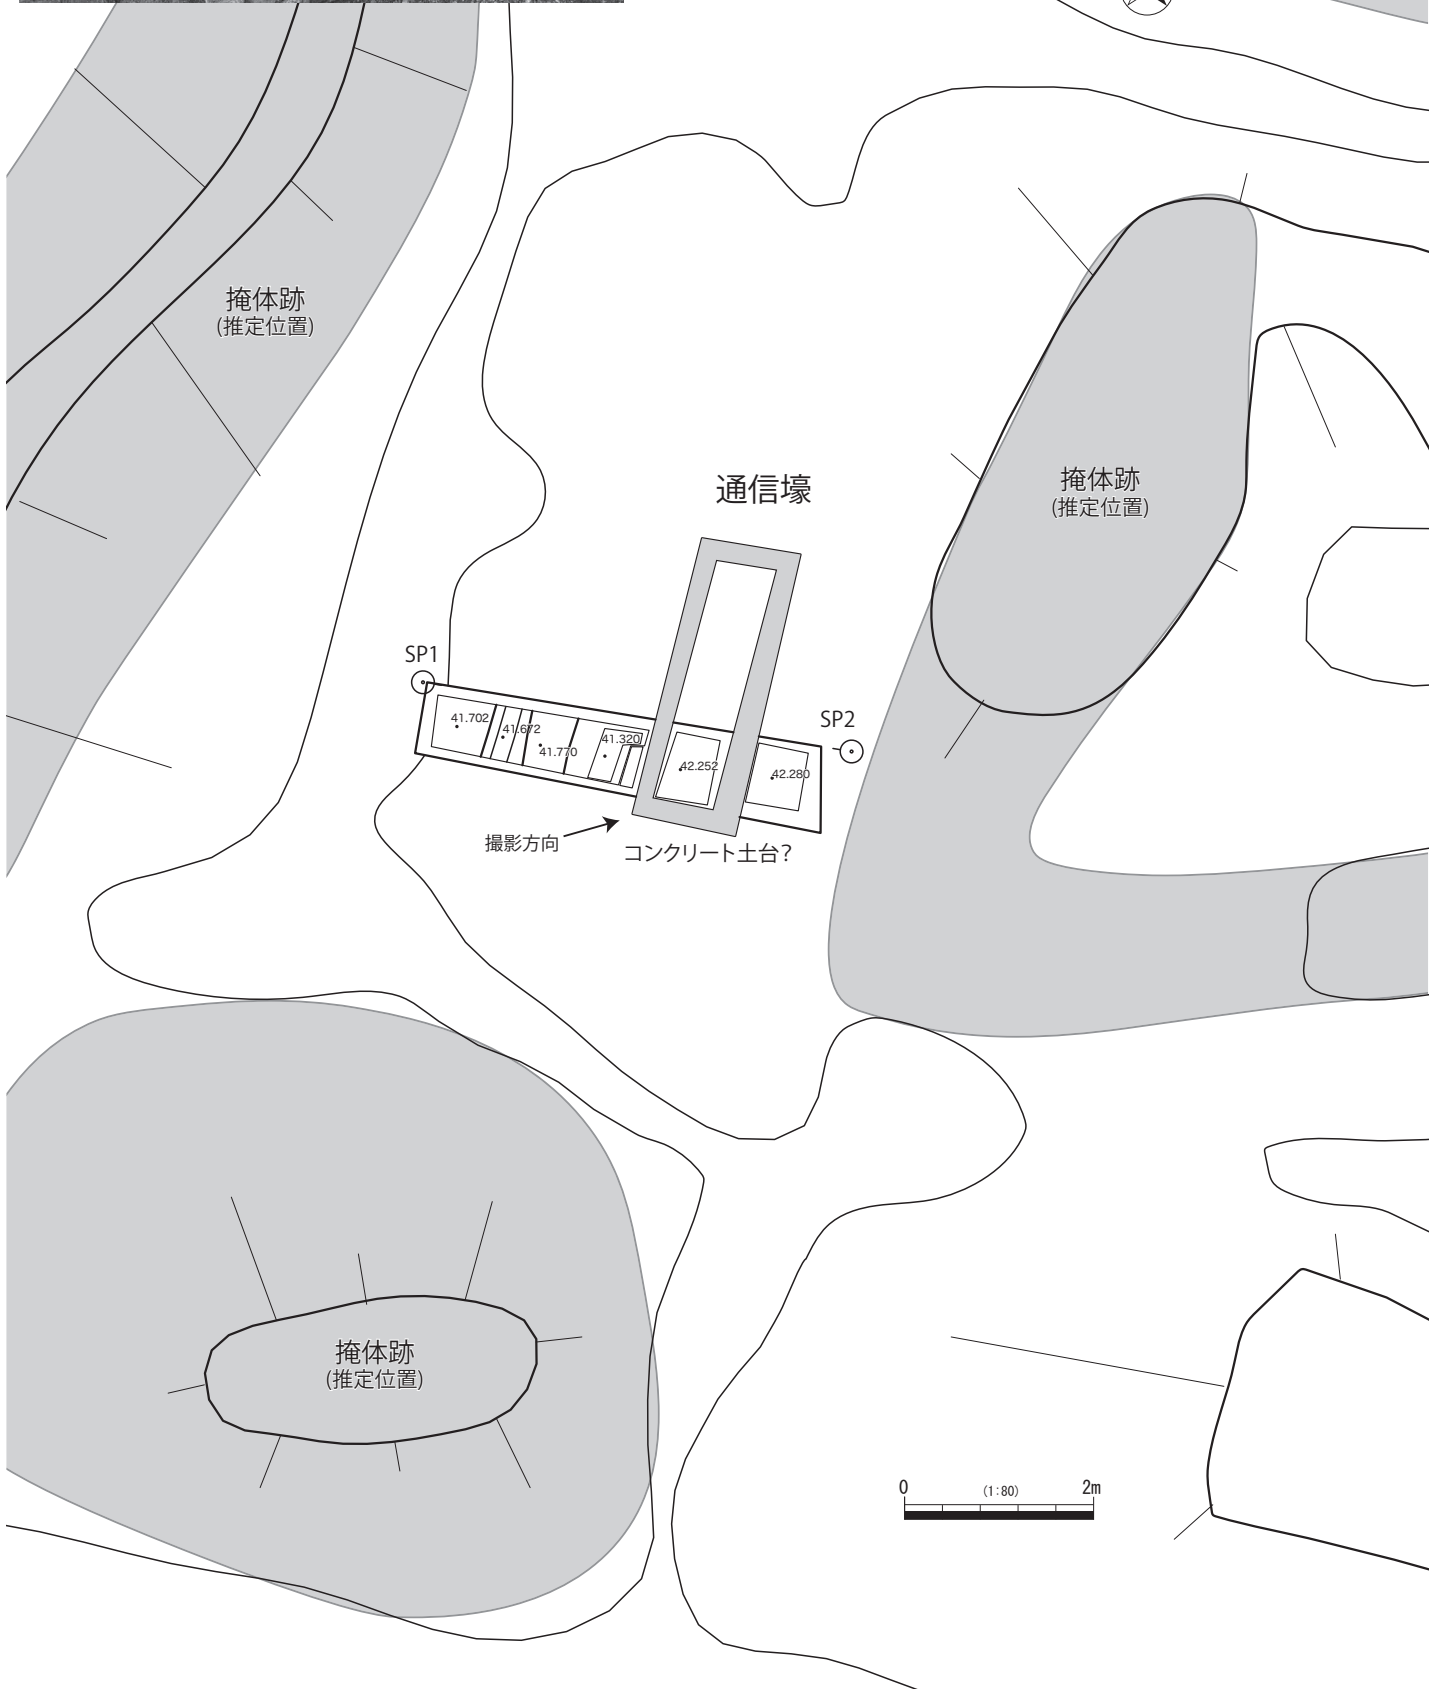 掩体跡
(推定位置)
通信壕
掩体跡
(推定位置)
SP1
SP2
41.702
41.672
41.770
41.320
42.252
42.280
撮影方向
コンクリート土台?
掩体跡
(推定位置)
0
(1:80)
2m